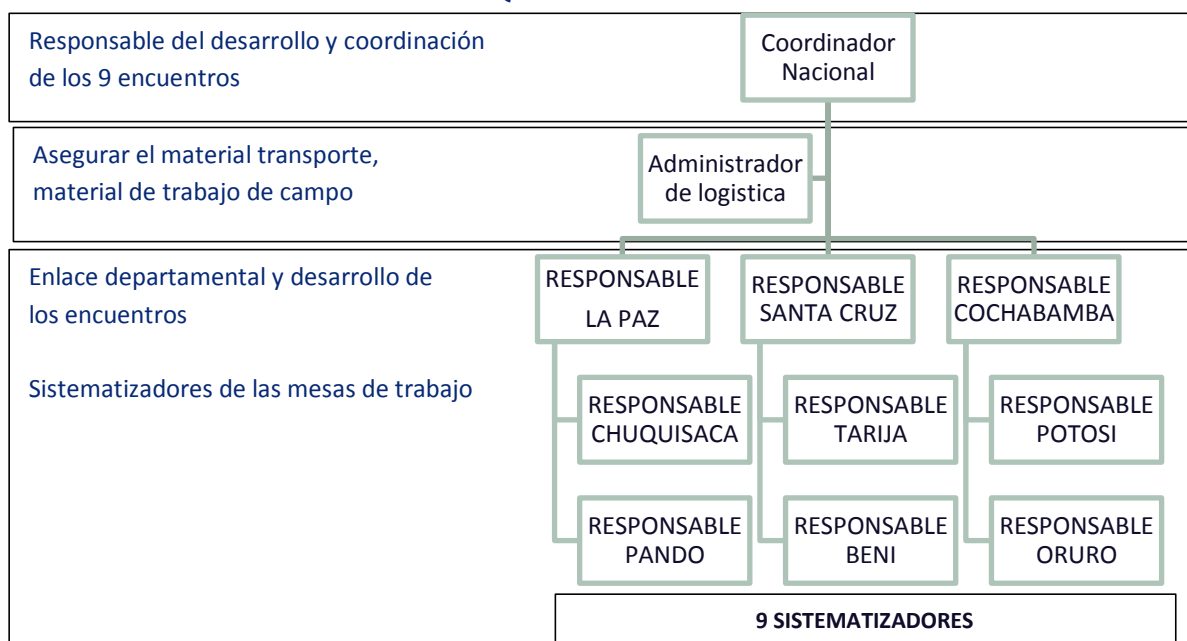 Responsable del desarrollo y coordinación
de los 9 encuentros
Coordinador
Nacional
Asegurar el material transporte,
material de trabajo de campo
Administrador
de logistica
Enlace departamental y desarrollo de
los encuentros
Sistematizadores de las mesas de trabajo
RESPONSABLE
LA PAZ
RESPONSABLE
SANTA CRUZ
RESPONSABLE
COCHABAMBA
RESPONSABLE
CHUQUISACA
RESPONSABLE
TARIJA
RESPONSABLE
POTOSI
RESPONSABLE
PANDO
RESPONSABLE
BENI
RESPONSABLE
ORURO
9 SISTEMATIZADORES